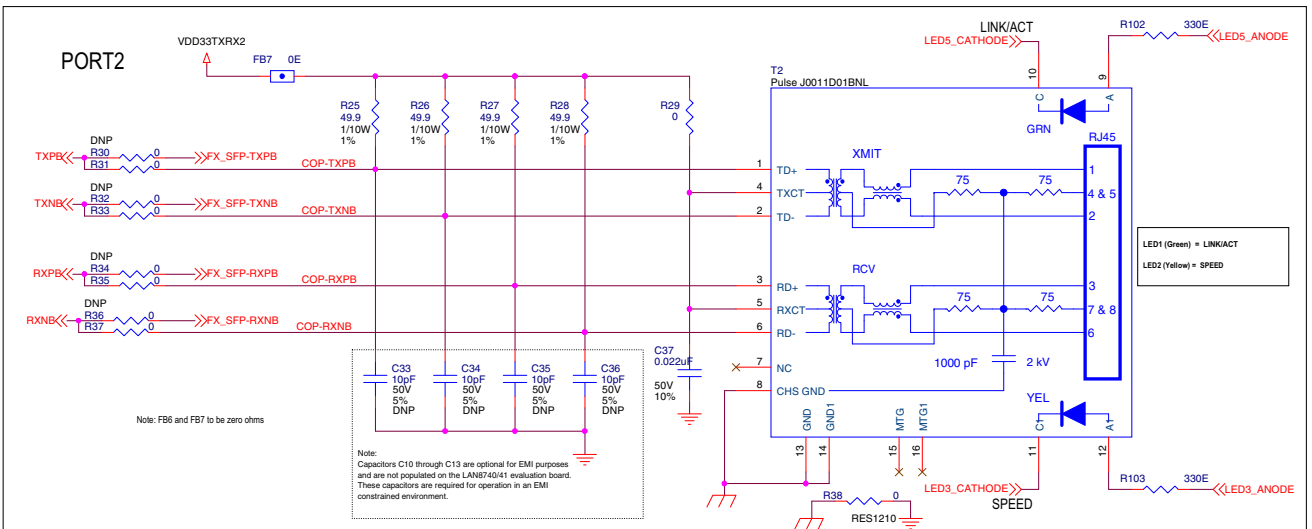 PORT2
VDD33TXRX2
FB7 0E
R25
49.9
1/10W
1%
R26
49.9
1/10W
1%
R27
49.9
1/10W
1%
R28
49.9
1/10W
1%
R29
0
DNP
TXPB
R30 0
R31 0
FX_SFP-TXPB
COP-TXPB
DNP
TXNB
R32 0
R33 0
FX_SFP-TXNB
COP-TXNB
DNP
RXPB
R34 0
R35 0
FX_SFP-RXPB
COP-RXPB
DNP
RXNB
R36 0
R37 0
FX_SFP-RXNB
COP-RXNB
C33
10pF
50V
5%
DNP
C34
10pF
50V
5%
DNP
C35
10pF
50V
5%
DNP
C36
10pF
50V
5%
DNP
C37
0.022uF
50V
10%
Note: FB6 and FB7 to be zero ohms
Note:
Capacitors C10 through C13 are optional for EMI purposes
and are not populated on the LAN8740/41 evaluation board.
These capacitors are required for operation in an EMI
constrained environment.
T2
Pulse J0011D01BNL
LINK/ACT
LED5_CATHODE
R102 330E
LED5_ANODE
10
9
C
A
GRN
RJ45
XMIT
1 TD+
4 TXCT
2 TD-
75
75
1
4 & 5
2
RCV
3 RD+
5 RXCT
6 RD-
75
75
3
7 & 8
6
7 NC
8 CHS GND
1000 pF
2 kV
YEL
GND
GND1
MTG
MTG1
C1
A1
13
14
15
16
11
12
LED3_CATHODE
SPEED
R103 330E
LED3_ANODE
R38 0
RES1210
LED1 (Green) = LINK/ACT
LED2 (Yellow) = SPEED